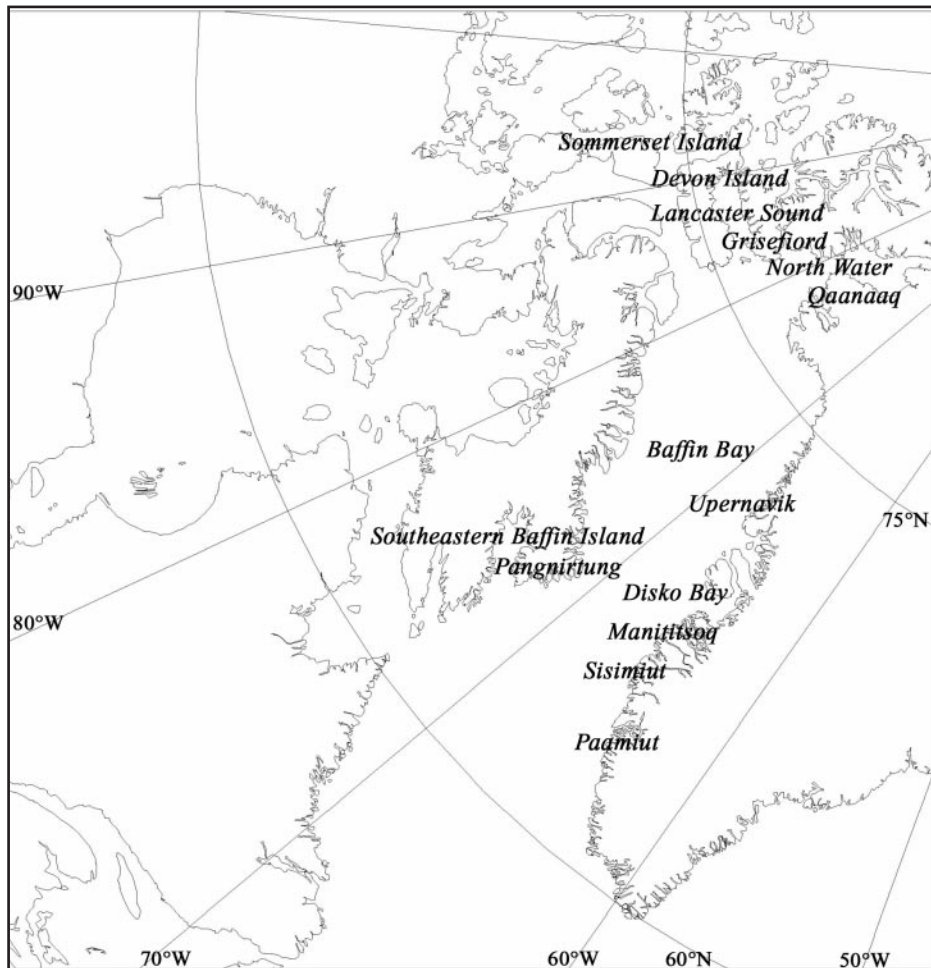 Sommerset Island
Devon Island
Lancaster Sound
Grisefiord
North Water
Qaanaaq
90°W
Baffin Bay
Upernavik
75°N
Southeastern Baffin Island
Pangnirtung
Disko Bay
80°W
Manititsoq
Sisimiut
Paamiut
70°W
60°W
60°N
50°W